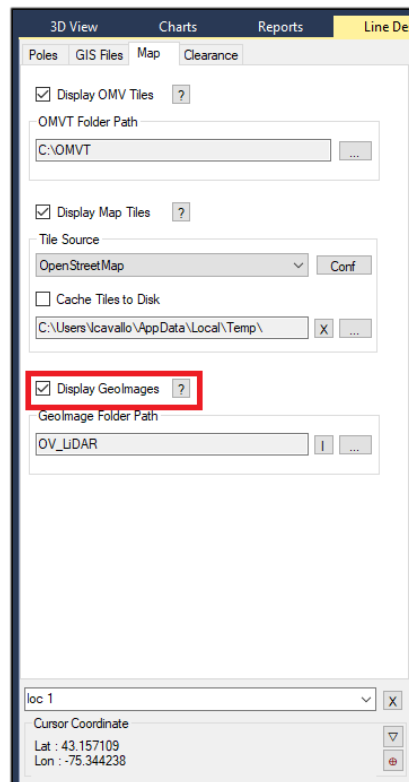 3D View Charts Reports Line De
Poles GIS Files Map Clearance
Display OMV Tiles ?
OMVT Folder Path
C:\OMVT ...
Display Map Tiles ?
Tile Source
OpenStreetMap Conf
Cache Tiles to Disk
C:\Users\lcavallo\AppData\Local\Temp\ X ...
Display GeoImages ?
GeoImage Folder Path
OV_LiDAR I ...
loc 1 X
Cursor Coordinate
Lat : 43.157109
Lon : -75.344238